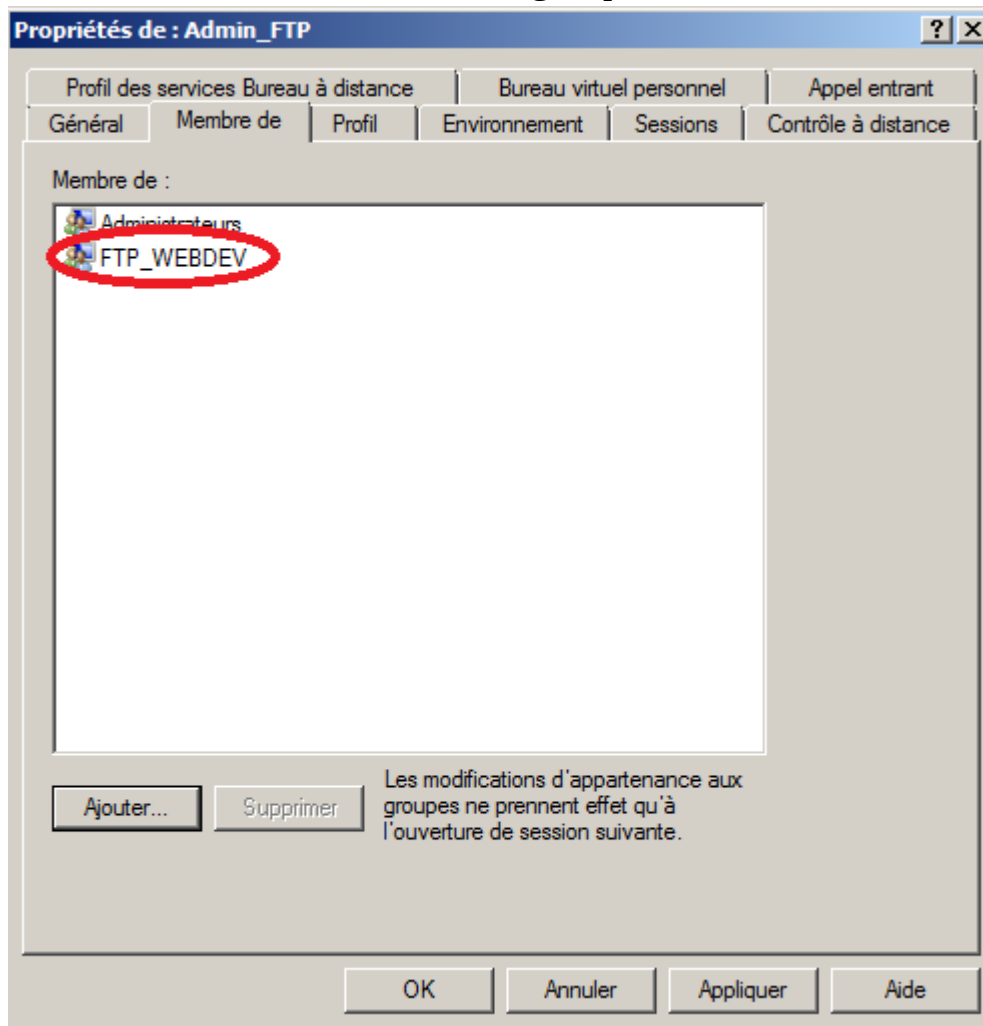 Propriétés de : Admin_FTP
Profil des services Bureau à distance Bureau virtuel personnel Appel entrant
Général Membre de Profil Environnement Sessions Contrôle à distance
Membre de :
Administrateurs
FTP_WEBDEV
Ajouter... Supprimer
Les modifications d'appartenance aux
groupes ne prennent effet qu'à
l'ouverture de session suivante.
OK Annuler Appliquer Aide